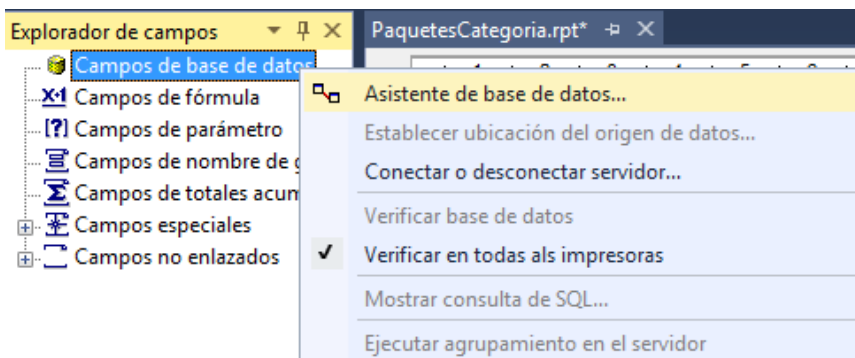 Explorador de campos
PaquetesCategoria.rpt*
Campos de base de datos
Campos de fórmula
Campos de parámetro
Campos de nombre de g
Campos de totales acum
Campos especiales
Campos no enlazados
Asistente de base de datos...
Establecer ubicación del origen de datos...
Conectar o desconectar servidor...
Verificar base de datos
Verificar en todas als impresoras
Mostrar consulta de SQL...
Ejecutar agrupamiento en el servidor